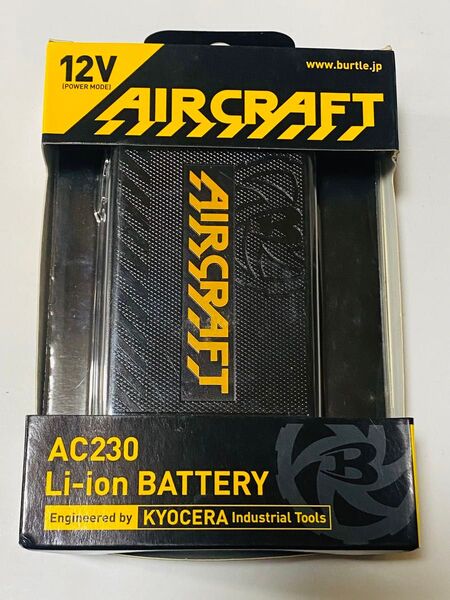 12V
(POWER MODE)
www.burtle.jp
AIRCRAFT
AIRCRAFT
B
AC230
Li-ion BATTERY
Engineered by KYOCERA Industrial Tools
B